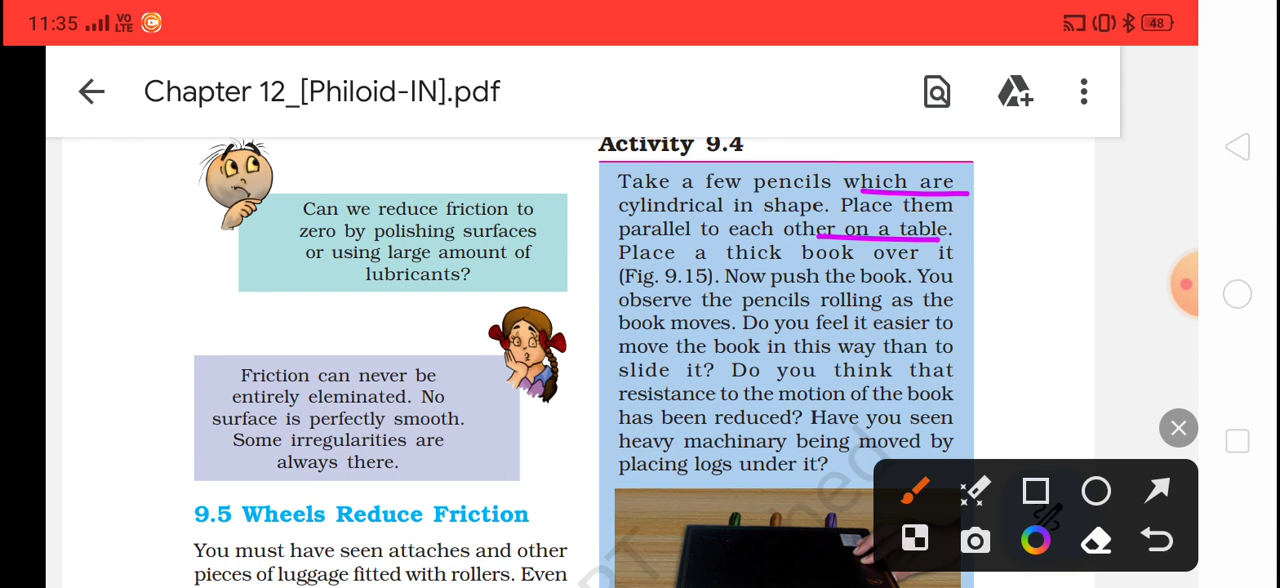 11:35 VO LTE 48
Chapter 12_[Philoid-IN].pdf
Can we reduce friction to
zero by polishing surfaces
or using large amount of
lubricants?
Friction can never be
entirely eleminated. No
surface is perfectly smooth.
Some irregularities are
always there.
9.5 Wheels Reduce Friction
You must have seen attaches and other
pieces of luggage fitted with rollers. Even
Activity 9.4
Take a few pencils which are
cylindrical in shape. Place them
parallel to each other on a table.
Place a thick book over it
(Fig. 9.15). Now push the book. You
observe the pencils rolling as the
book moves. Do you feel it easier to
move the book in this way than to
slide it? Do you think that
resistance to the motion of the book
has been reduced? Have you seen
heavy machinary being moved by
placing logs under it?